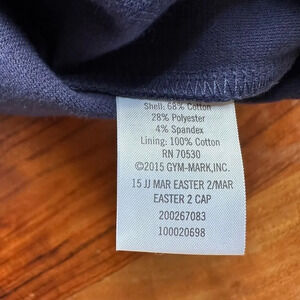 Shell: 68% Cotton
28% Polyester
4% Spandex
Lining: 100% Cotton
RN 70530
©2015 GYM-MARK,INC.
15 JJ MAR EASTER 2/MAR
EASTER 2 CAP
200267083
100020698